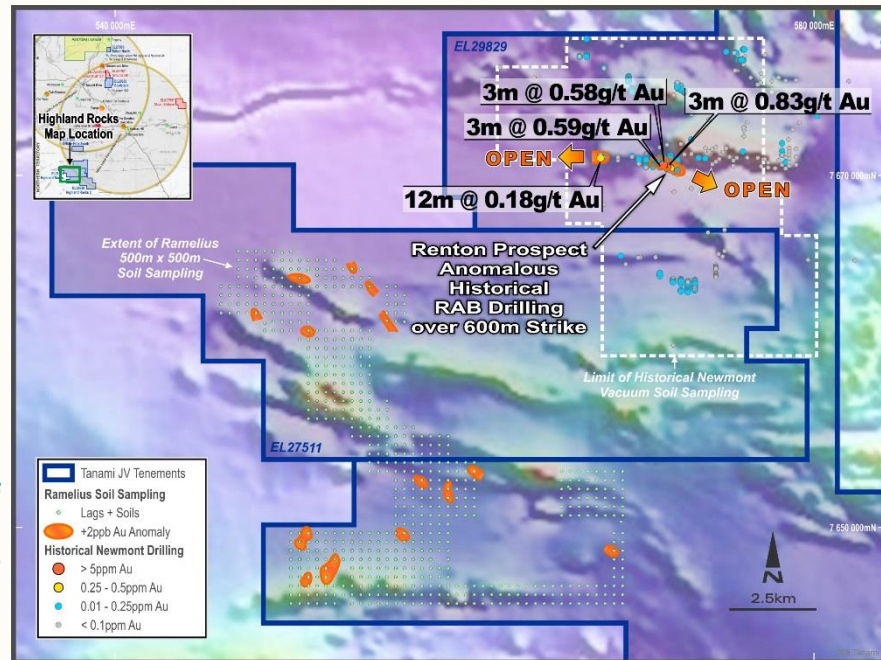 540 000mE
580 000mE
EL29829
Highland Rocks
Map Location
3m @ 0.58g/t Au
3m @ 0.83g/t Au
3m @ 0.59g/t Au
OPEN
OPEN
7 670 000mN
12m @ 0.18g/t Au
Extent of Ramelius
500m x 500m
Soil Sampling
Renton Prospect
Anomalous
Historical
RAB Drilling
over 600m Strike
Limit of Historical Newmont
Vacuum Soil Sampling
EL27511
Tanami JV Tenements
Ramelius Soil Sampling
Lags + Soils
+2ppb Au Anomaly
Historical Newmont Drilling
> 5ppm Au
0.25 - 0.5ppm Au
0.01 - 0.25ppm Au
< 0.1ppm Au
7 650 000mN
N
2.5km